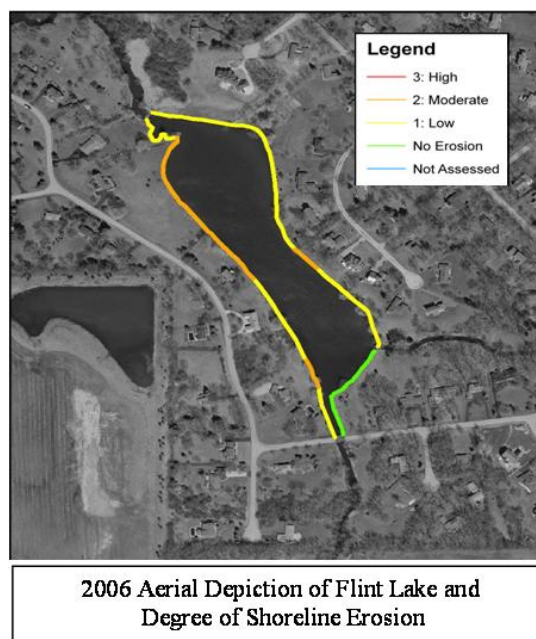 Legend
3: High
2: Moderate
1: Low
No Erosion
Not Assessed
2006 Aerial Depiction of Flint Lake and
Degree of Shoreline Erosion